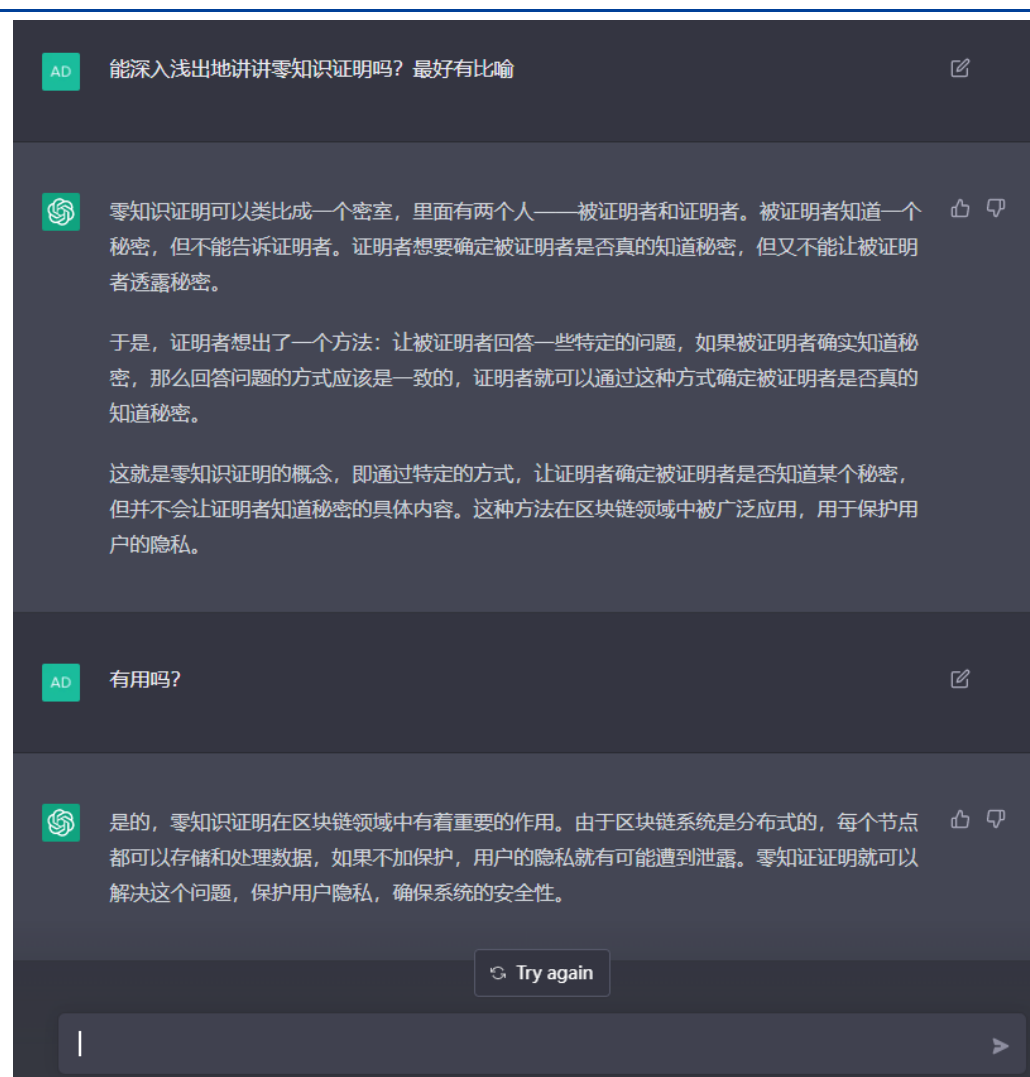 AD
能深入浅出地讲讲零知识证明吗？最好有比喻
零知识证明可以类比成一个密室，里面有两个人——被证明者和证明者。被证明者知道一个
秘密，但不能告诉证明者。证明者想要确定被证明者是否真的知道秘密，但又不能让被证明
者透露秘密。
于是，证明者想出了一个方法：让被证明者回答一些特定的问题，如果被证明者确实知道秘
密，那么回答问题的方式应该是一致的，证明者就可以通过这种方式确定被证明者是否真的
知道秘密。
这就是零知识证明的概念，即通过特定的方式，让证明者确定被证明者是否知道某个秘密，
但并不会让证明者知道秘密的具体内容。这种方法在区块链领域中被广泛应用，用于保护用
户的隐私。
AD
有用吗？
是的，零知识证明在区块链领域中有着重要的作用。由于区块链系统是分布式的，每个节点
都可以存储和处理数据，如果不加保护，用户的隐私就有可能遭到泄露。零知证证明就可以
解决这个问题，保护用户隐私，确保系统的安全性。
Try again